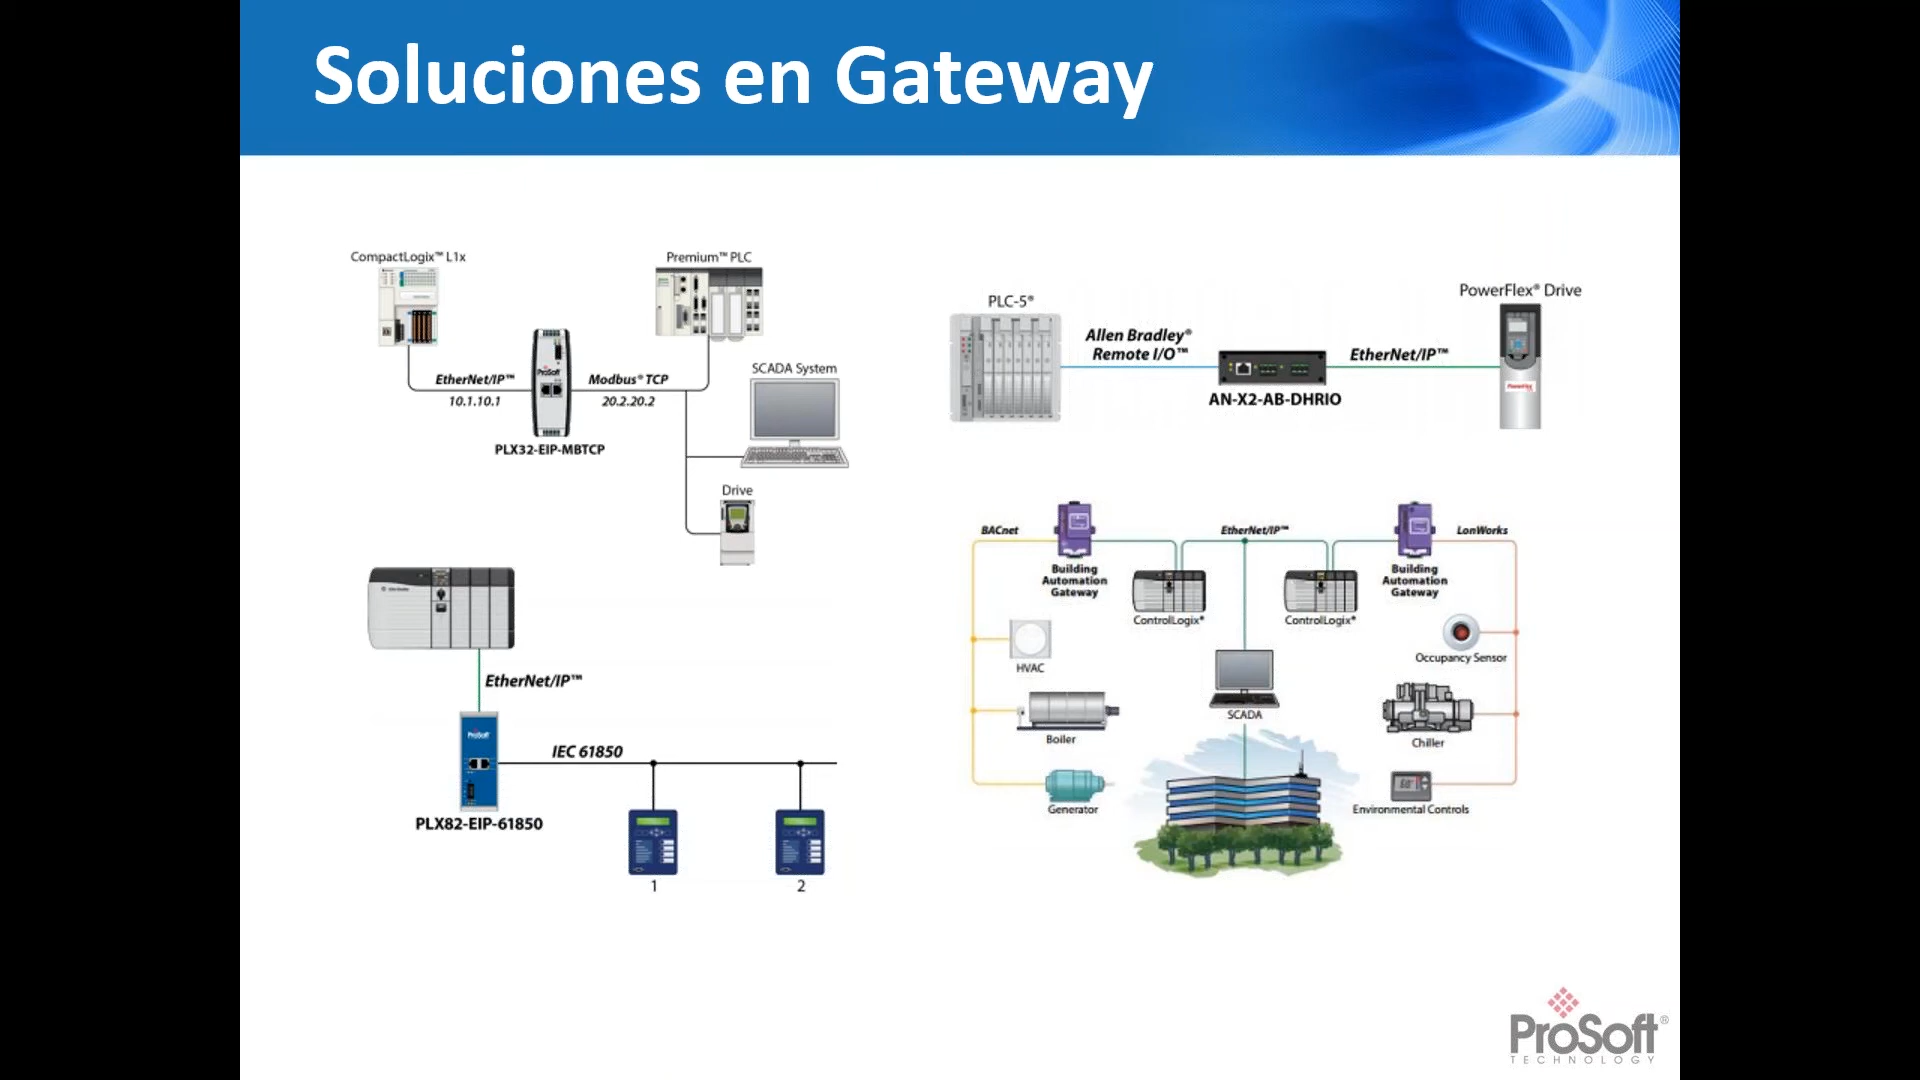 Soluciones en Gateway
CompactLogix™ L1x
Premium™ PLC
EtherNet/IP™
10.1.10.1
ProSoft
Modbus® TCP
20.2.20.2
SCADA System
PLX32-EIP-MBTCP
Drive
PLC-5®
Allen Bradley®
Remote I/O™
EtherNet/IP™
PowerFlex® Drive
AN-X2-AB-DHRIO
EtherNet/IP™
ProSoft
IEC 61850
PLX82-EIP-61850
1
2
BACnet
EtherNet/IP™
LonWorks
Building
Automation
Gateway
ControlLogix®
ControlLogix®
Building
Automation
Gateway
HVAC
Occupancy Sensor
SCADA
Boiler
Chiller
Generator
Environmental Controls
ProSoft®
TECHNOLOGY